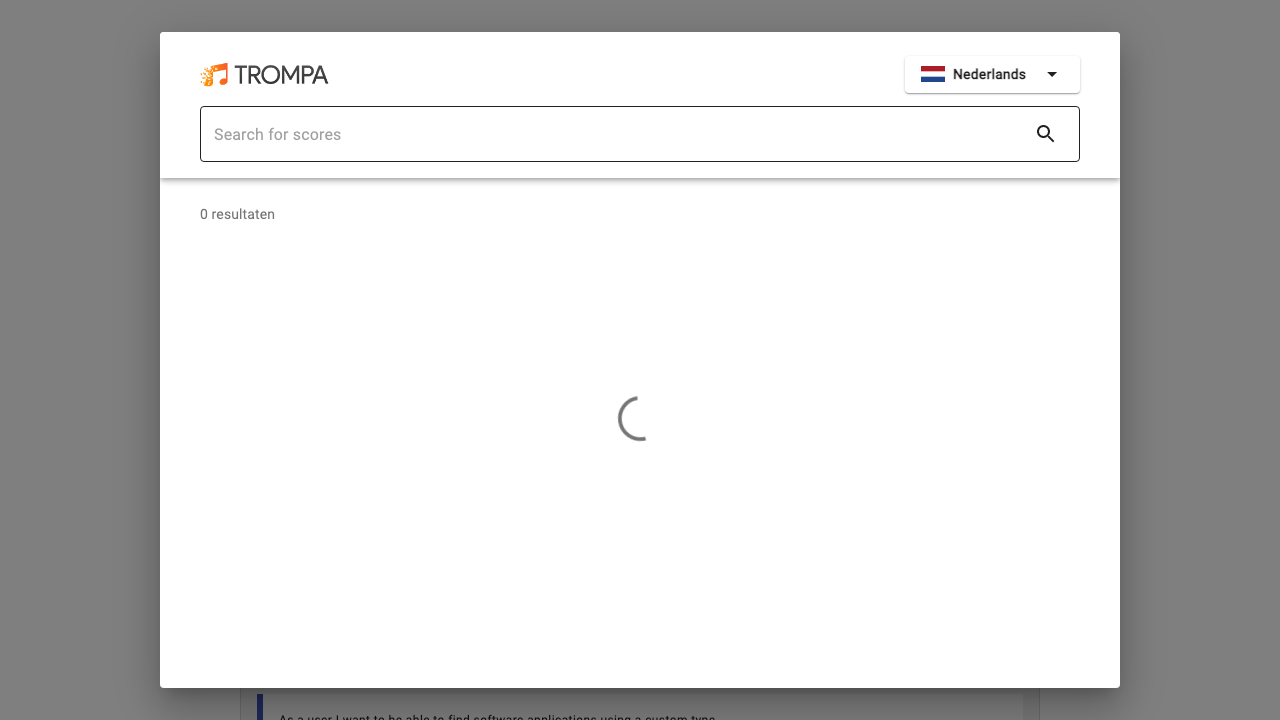 TROMPA
Nederlands
Search for scores
0 resultaten
As a user I want to be able to find software applications using a custom type